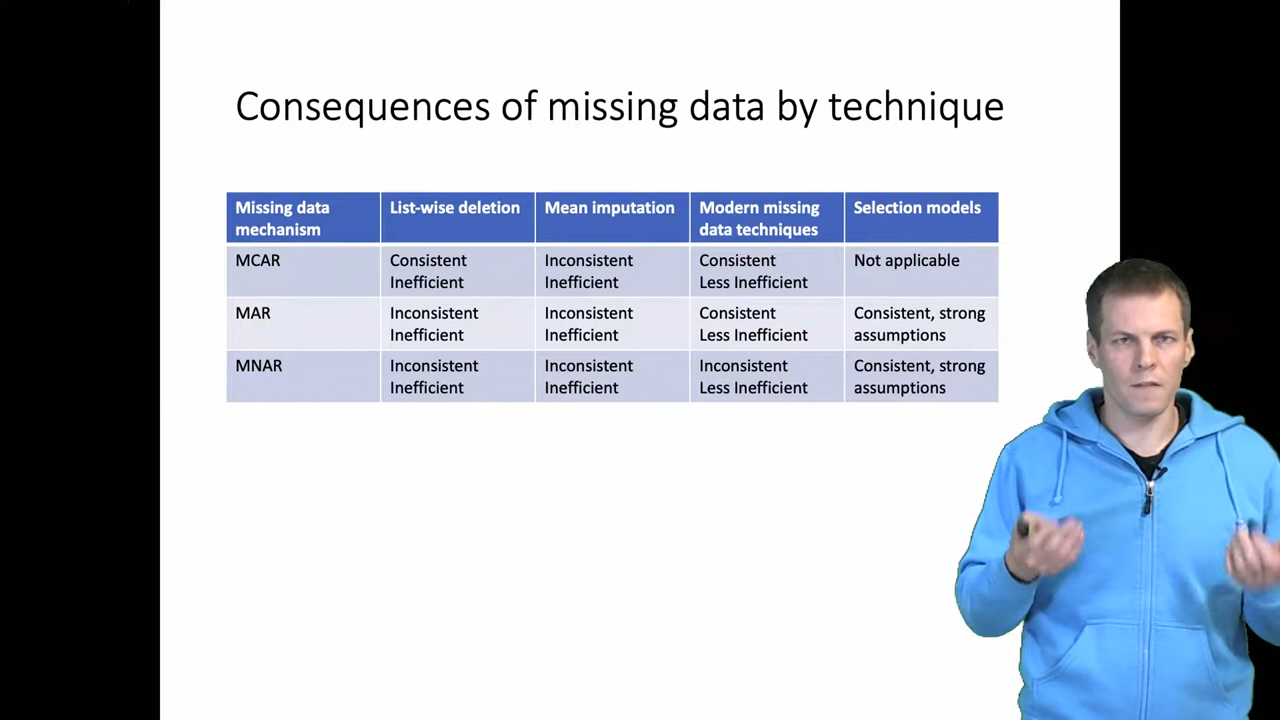 Consequences of missing data by technique
Missing data mechanism
List-wise deletion
Mean imputation
Modern missing data techniques
Selection models
MCAR
Consistent
Inefficient
Inconsistent
Inefficient
Consistent
Less Inefficient
Not applicable
MAR
Inconsistent
Inefficient
Inconsistent
Inefficient
Consistent
Less Inefficient
Consistent, strong assumptions
MNAR
Inconsistent
Inefficient
Inconsistent
Inefficient
Inconsistent
Less Inefficient
Consistent, strong assumptions